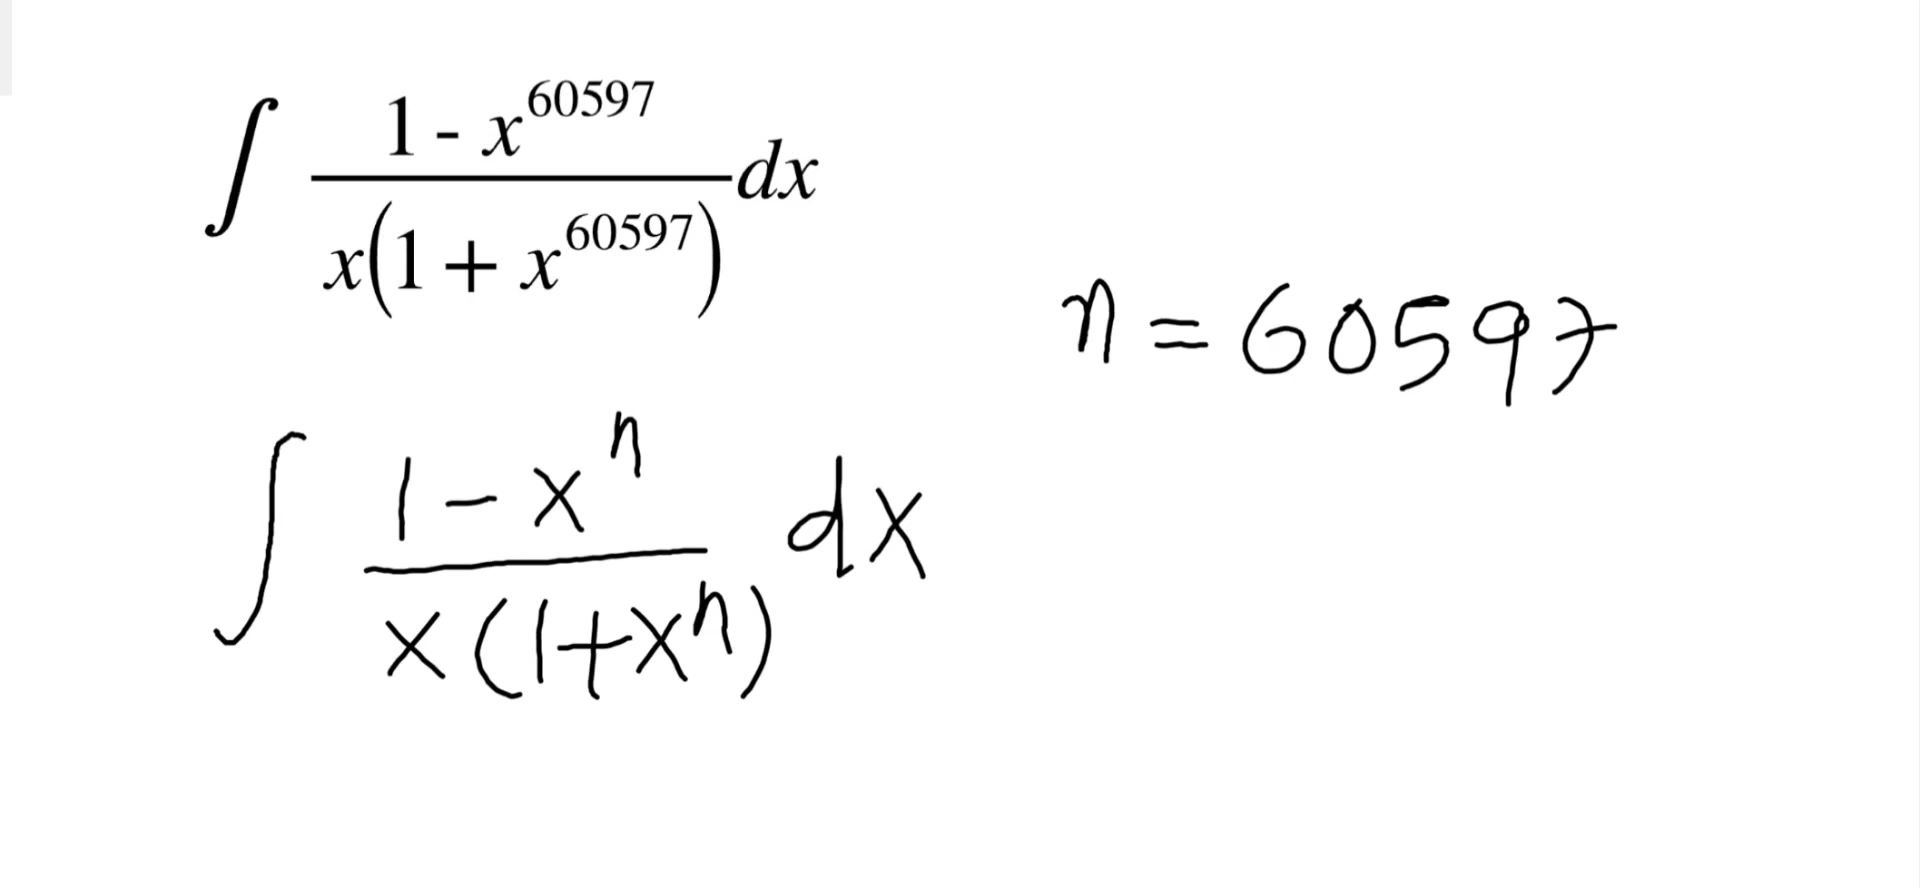 ∫ (1 - x^60597)/(x(1 + x^60597)) dx
n = 60597
∫ (1 - x^n)/(x(1+x^n)) dx